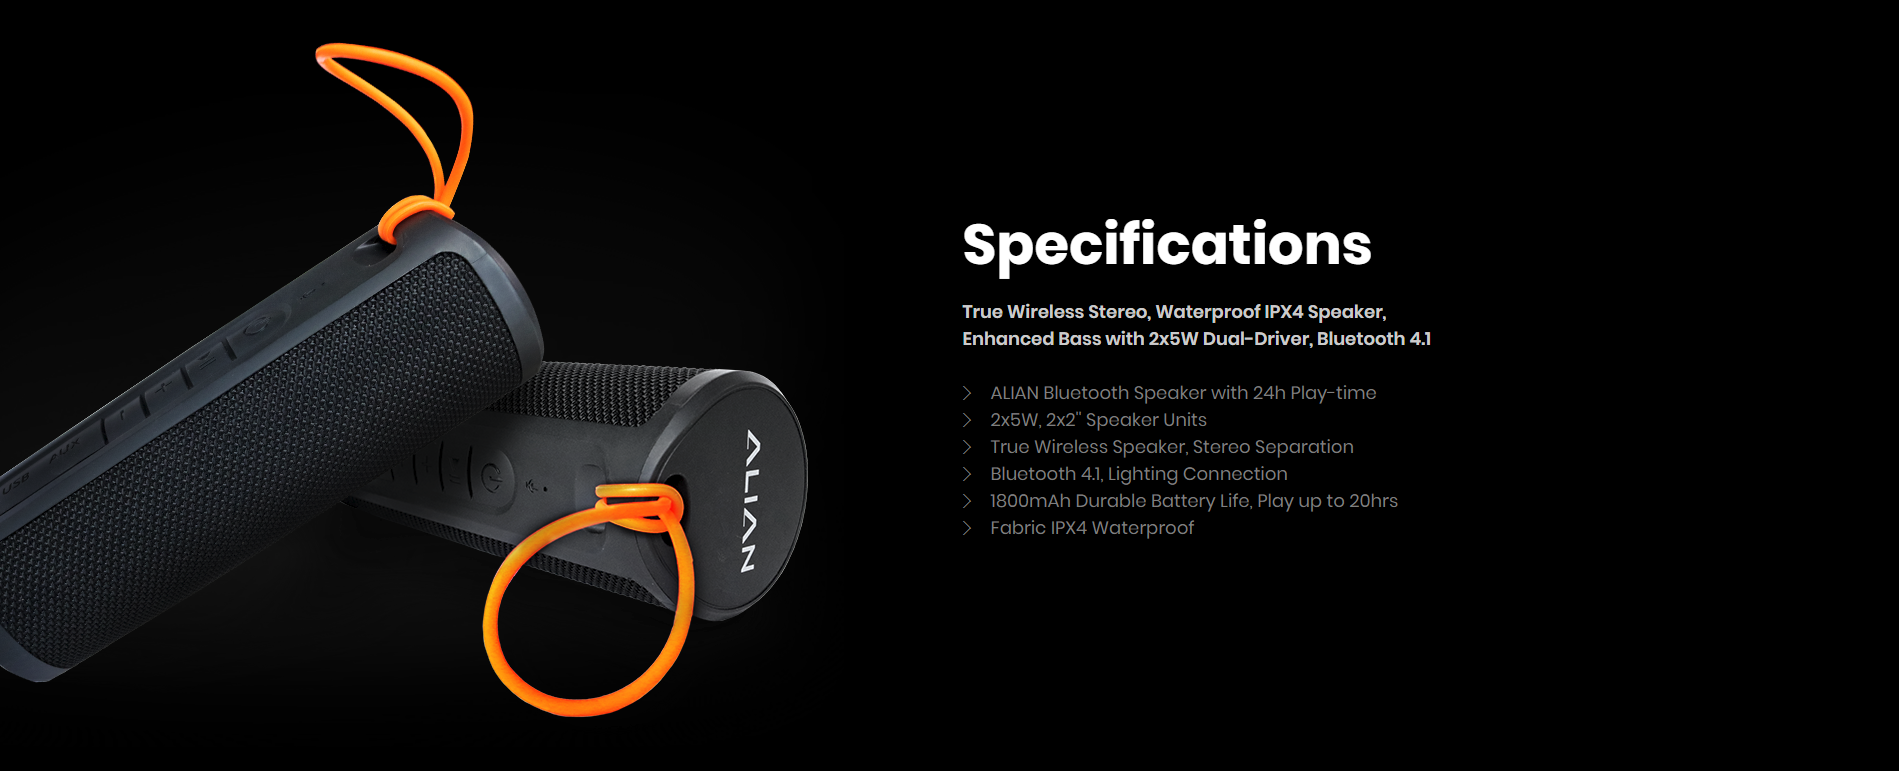 Specifications
True Wireless Stereo, Waterproof IPX4 Speaker,
Enhanced Bass with 2x5W Dual-Driver, Bluetooth 4.1
ALIAN Bluetooth Speaker with 24h Play-time
2x5W, 2x2" Speaker Units
True Wireless Speaker, Stereo Separation
Bluetooth 4.1, Lighting Connection
1800mAh Durable Battery Life, Play up to 20hrs
Fabric IPX4 Waterproof
USB
AUX
ALIAN